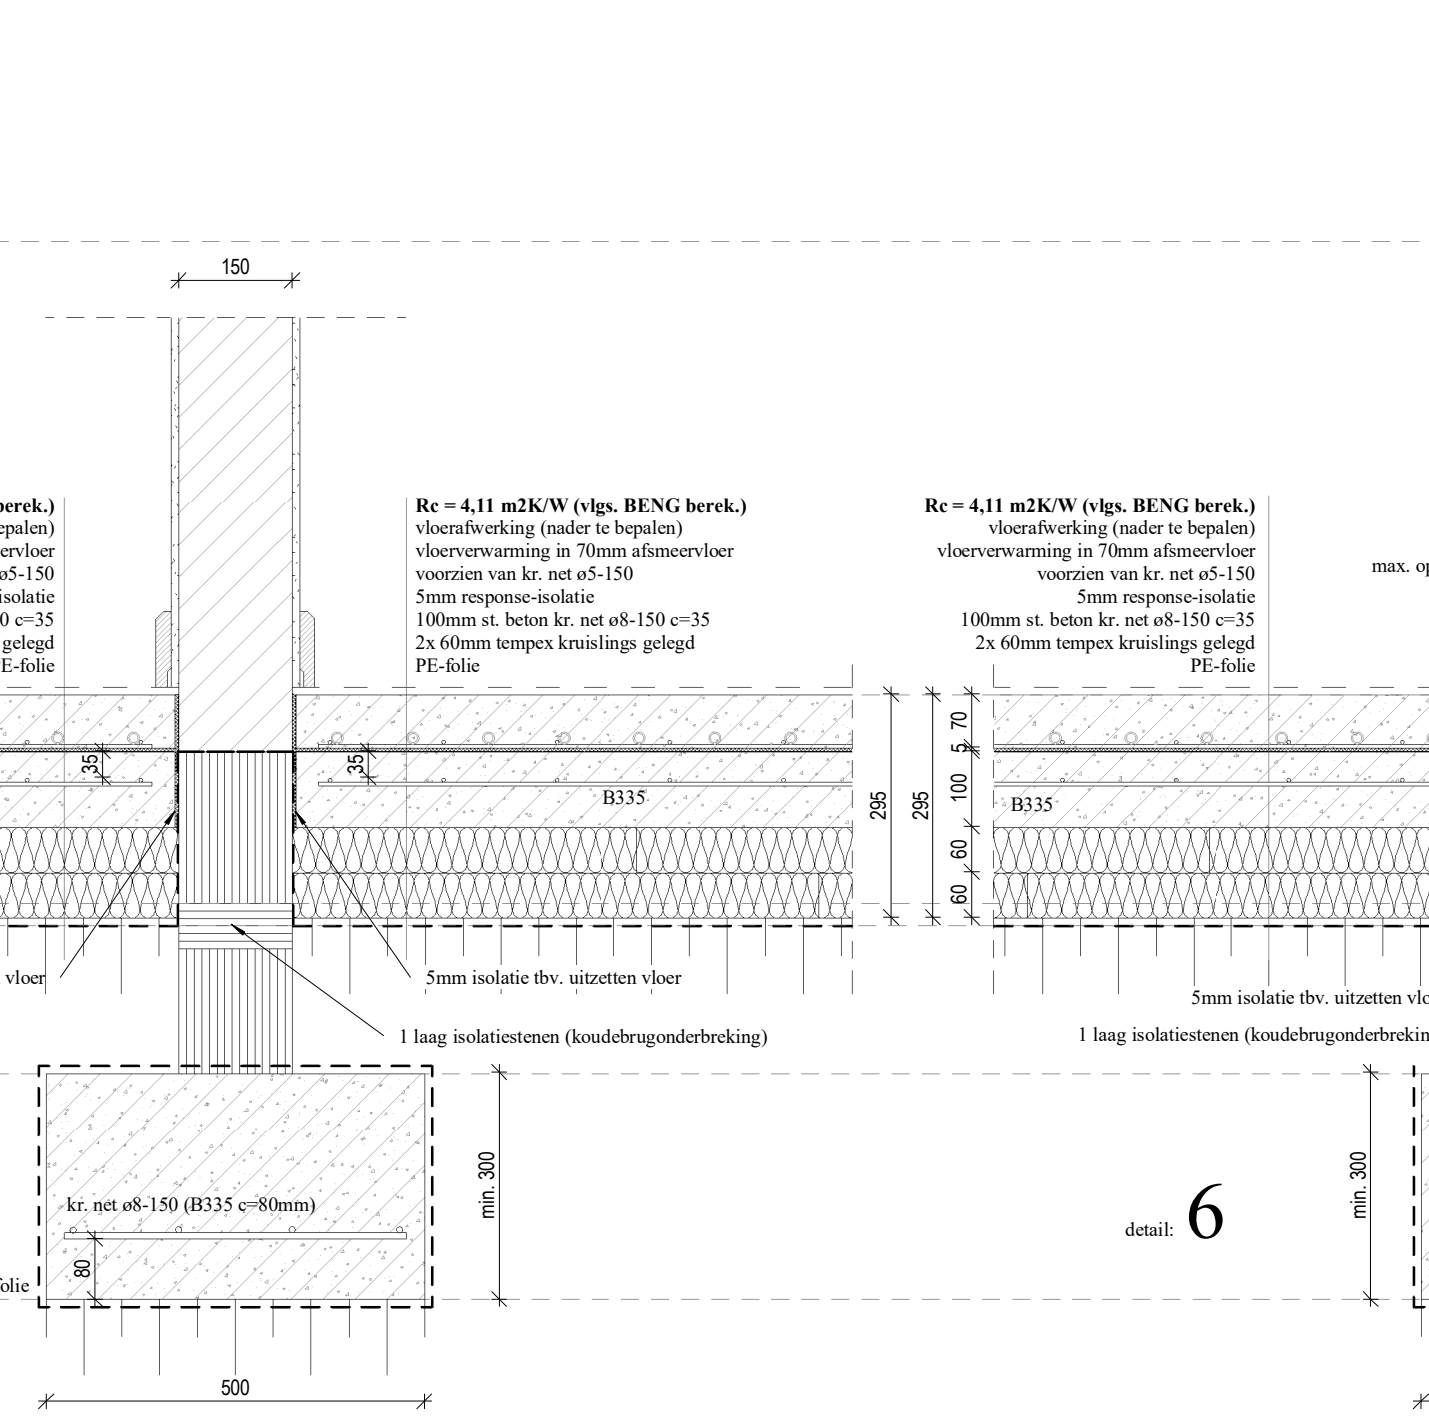 150
berek.)
epalen)
ervloer
ø5-150
isolatie
0 c=35
gelegd
E-folie
Rc = 4,11 m2K/W (vlgs. BENG berek.)
vloerafwerking (nader te bepalen)
vloerverwarming in 70mm afsmeervloer
voorzien van kr. net ø5-150
5mm response-isolatie
100mm st. beton kr. net ø8-150 c=35
2x 60mm tempex kruislings gelegd
PE-folie
Rc = 4,11 m2K/W (vlgs. BENG berek.)
vloerafwerking (nader te bepalen)
vloerverwarming in 70mm afsmeervloer
voorzien van kr. net ø5-150
5mm response-isolatie
100mm st. beton kr. net ø8-150 c=35
2x 60mm tempex kruislings gelegd
PE-folie
max. op
35
35
B335
295
295
70
5
100
60
60
B335
vloer
5mm isolatie tbv. uitzetten vloer
5mm isolatie tbv. uitzetten vlo
1 laag isolatiestenen (koudebrugonderbreking)
1 laag isolatiestenen (koudebrugonderbrekin
kr. net ø8-150 (B335 c=80mm)
80
olie
min. 300
detail: 6
min. 300
500